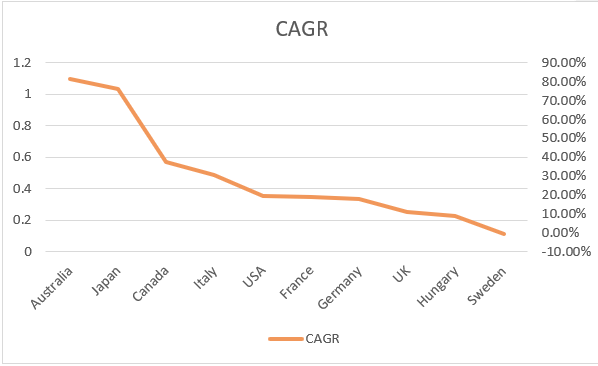 CAGR
1.2
1
0.8
0.6
0.4
0.2
0
90.00%
80.00%
70.00%
60.00%
50.00%
40.00%
30.00%
20.00%
10.00%
0.00%
-10.00%
Australia
Japan
Canada
Italy
USA
France
Germany
UK
Hungary
Sweden
CAGR